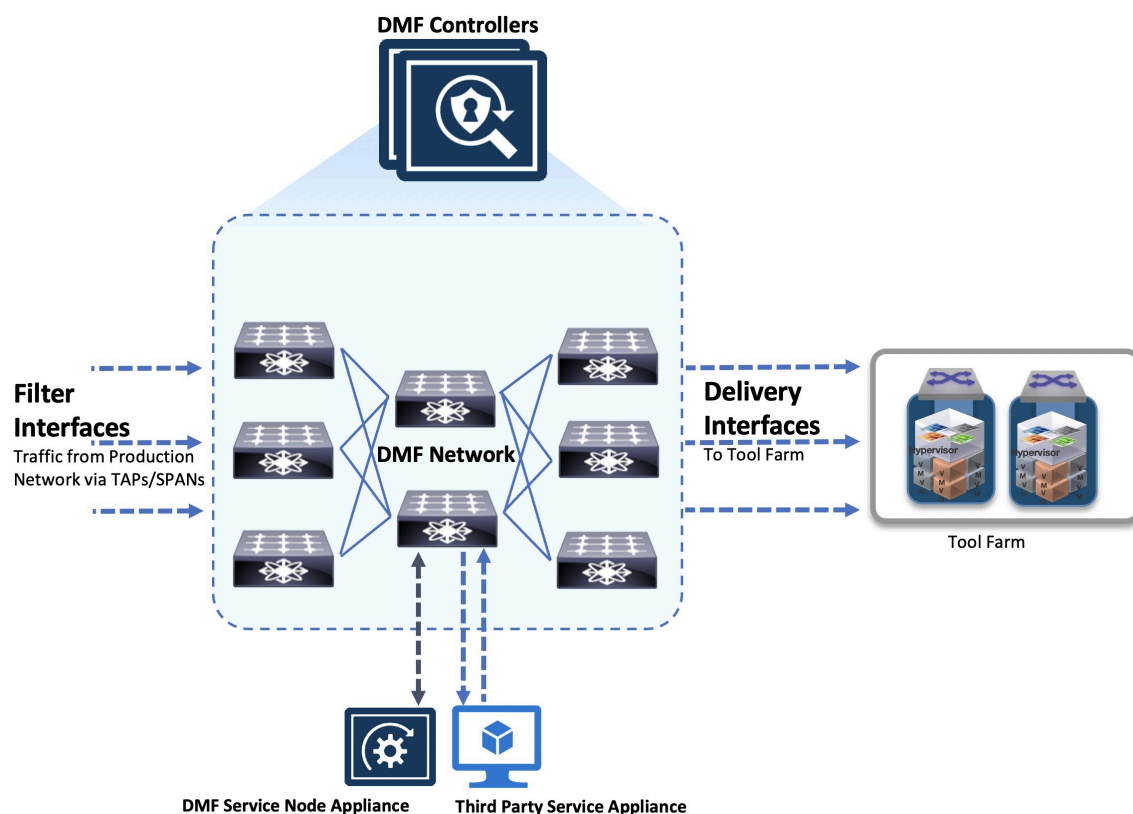 DMF Controllers
Filter
Interfaces
Traffic from Production
Network via TAPs/SPANs
DMF Network
Delivery
Interfaces
To Tool Farm
Hypervisor
V
M
V
M
V
V
M
V
Hypervisor
V
M
V
M
V
V
M
V
Tool Farm
DMF Service Node Appliance
Third Party Service Appliance